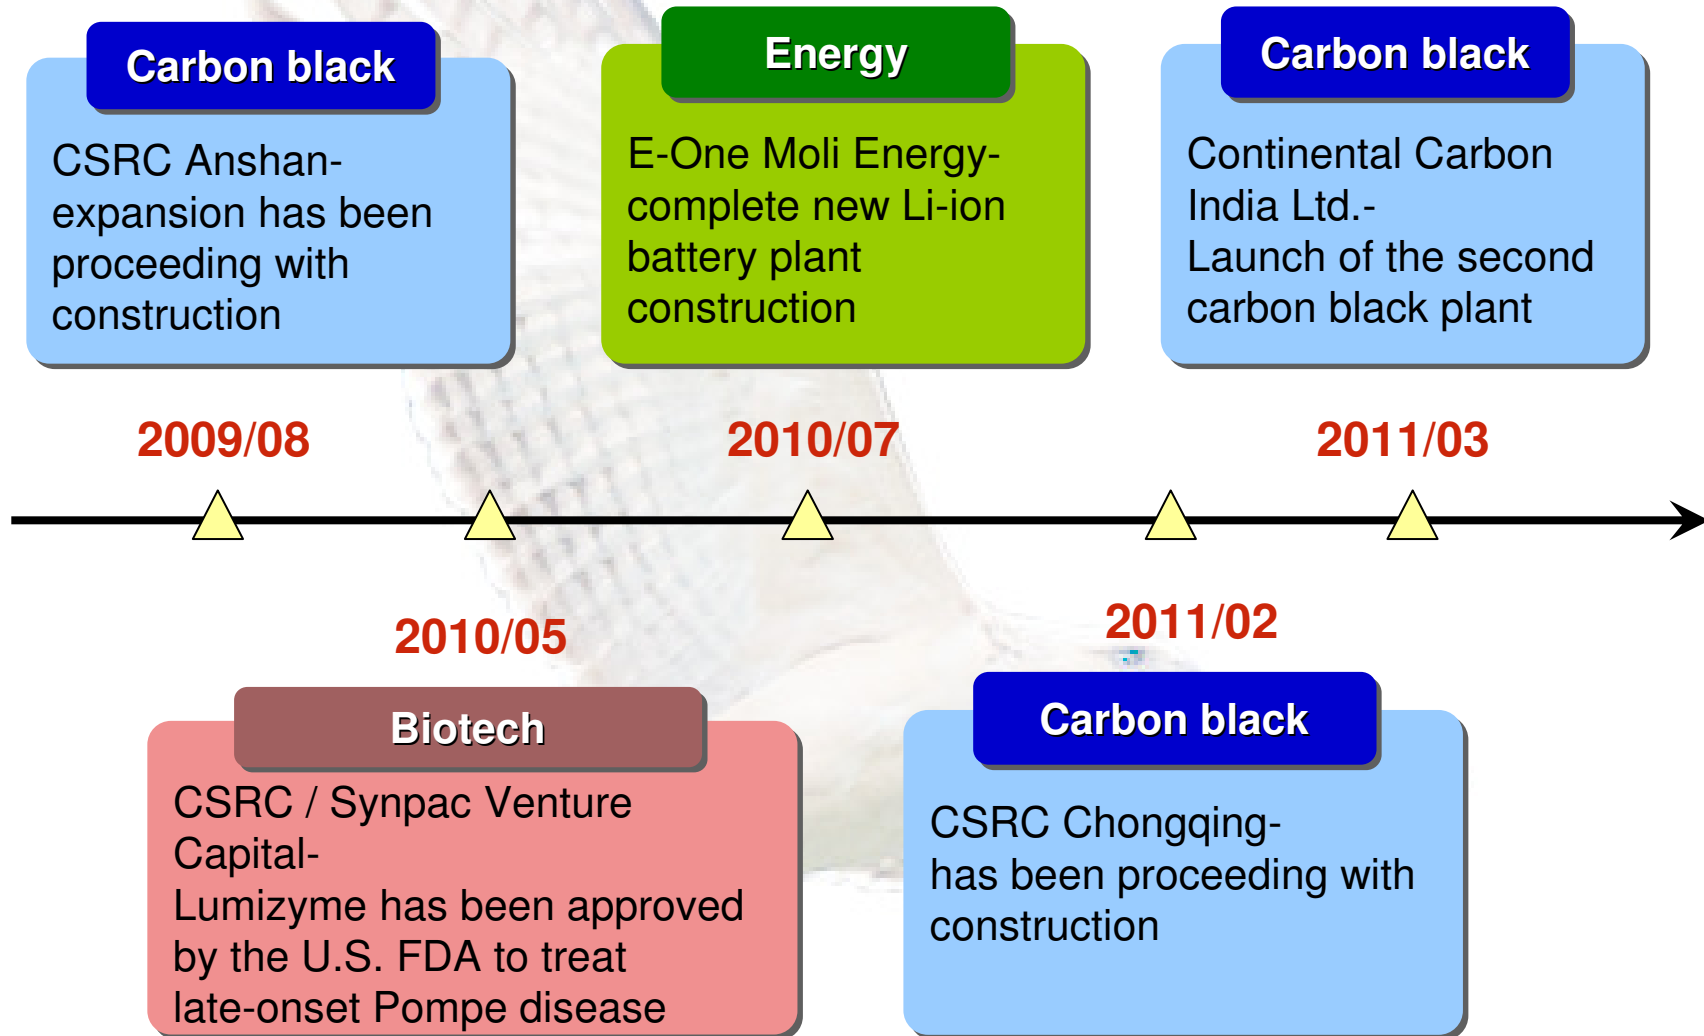 Carbon black
CSRC Anshan-
expansion has been
proceeding with
construction
Energy
E-One Moli Energy-
complete new Li-ion
battery plant
construction
Carbon black
Continental Carbon
India Ltd.-
Launch of the second
carbon black plant
2009/08
2010/07
2011/03
2010/05
2011/02
Biotech
CSRC / Synpac Venture
Capital-
Lumizyme has been approved
by the U.S. FDA to treat
late-onset Pompe disease
Carbon black
CSRC Chongqing-
has been proceeding with
construction